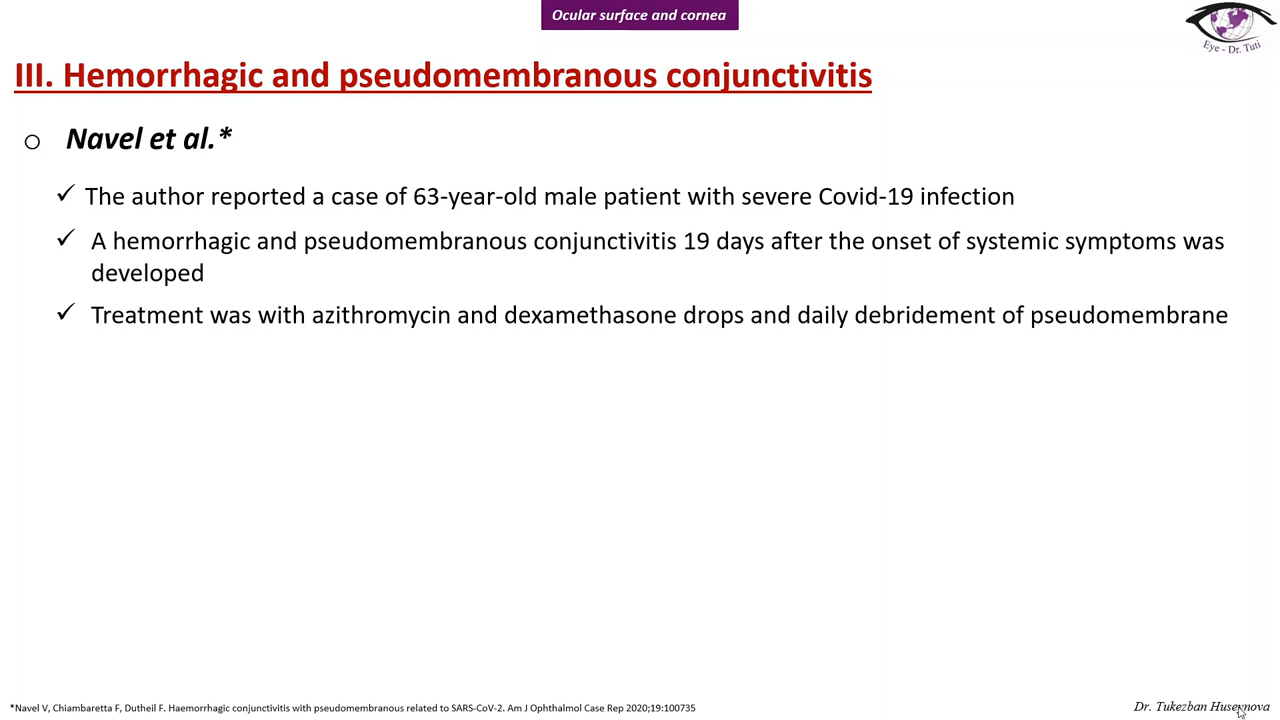 Ocular surface and cornea
Eye - Dr. Tuti
III. Hemorrhagic and pseudomembranous conjunctivitis
o Navel et al.*
✓ The author reported a case of 63-year-old male patient with severe Covid-19 infection
✓ A hemorrhagic and pseudomembranous conjunctivitis 19 days after the onset of systemic symptoms was
developed
✓ Treatment was with azithromycin and dexamethasone drops and daily debridement of pseudomembrane
*Navel V, Chiambaretta F, Dutheil F. Haemorrhagic conjunctivitis with pseudomembranous related to SARS-CoV-2. Am J Ophthalmol Case Rep 2020;19:100735
Dr. Tukezban Huseynova